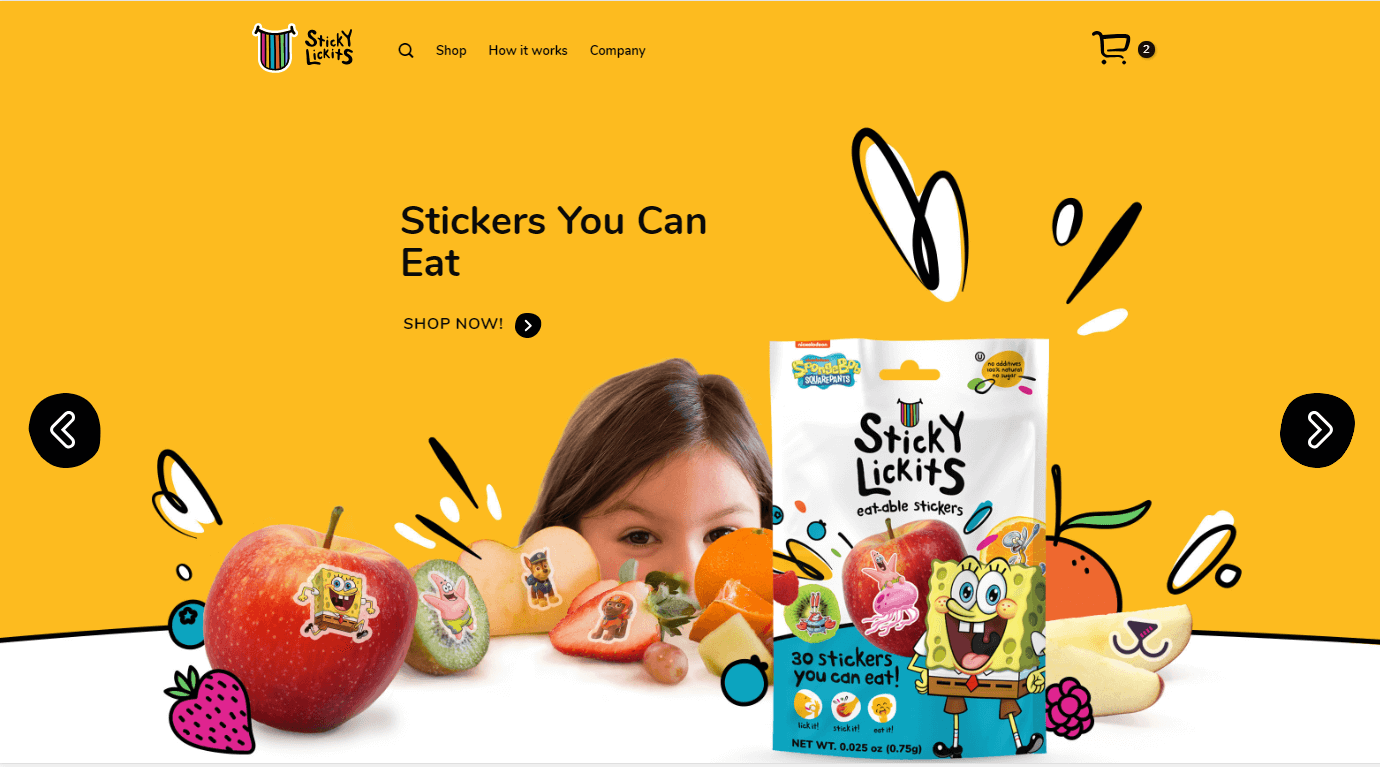 Sticky
Lickits
Shop
How it works
Company
2
Stickers You Can
Eat
SHOP NOW!
nickelodeon
SpongeBob
SQUAREPANTS
U
no additives
100% natural
no sugar
Sticky
Lickits
eat-able stickers
30 stickers
you can eat!
lick it!
stick it!
eat it!
NET WT. 0.025 oz (0.75g)